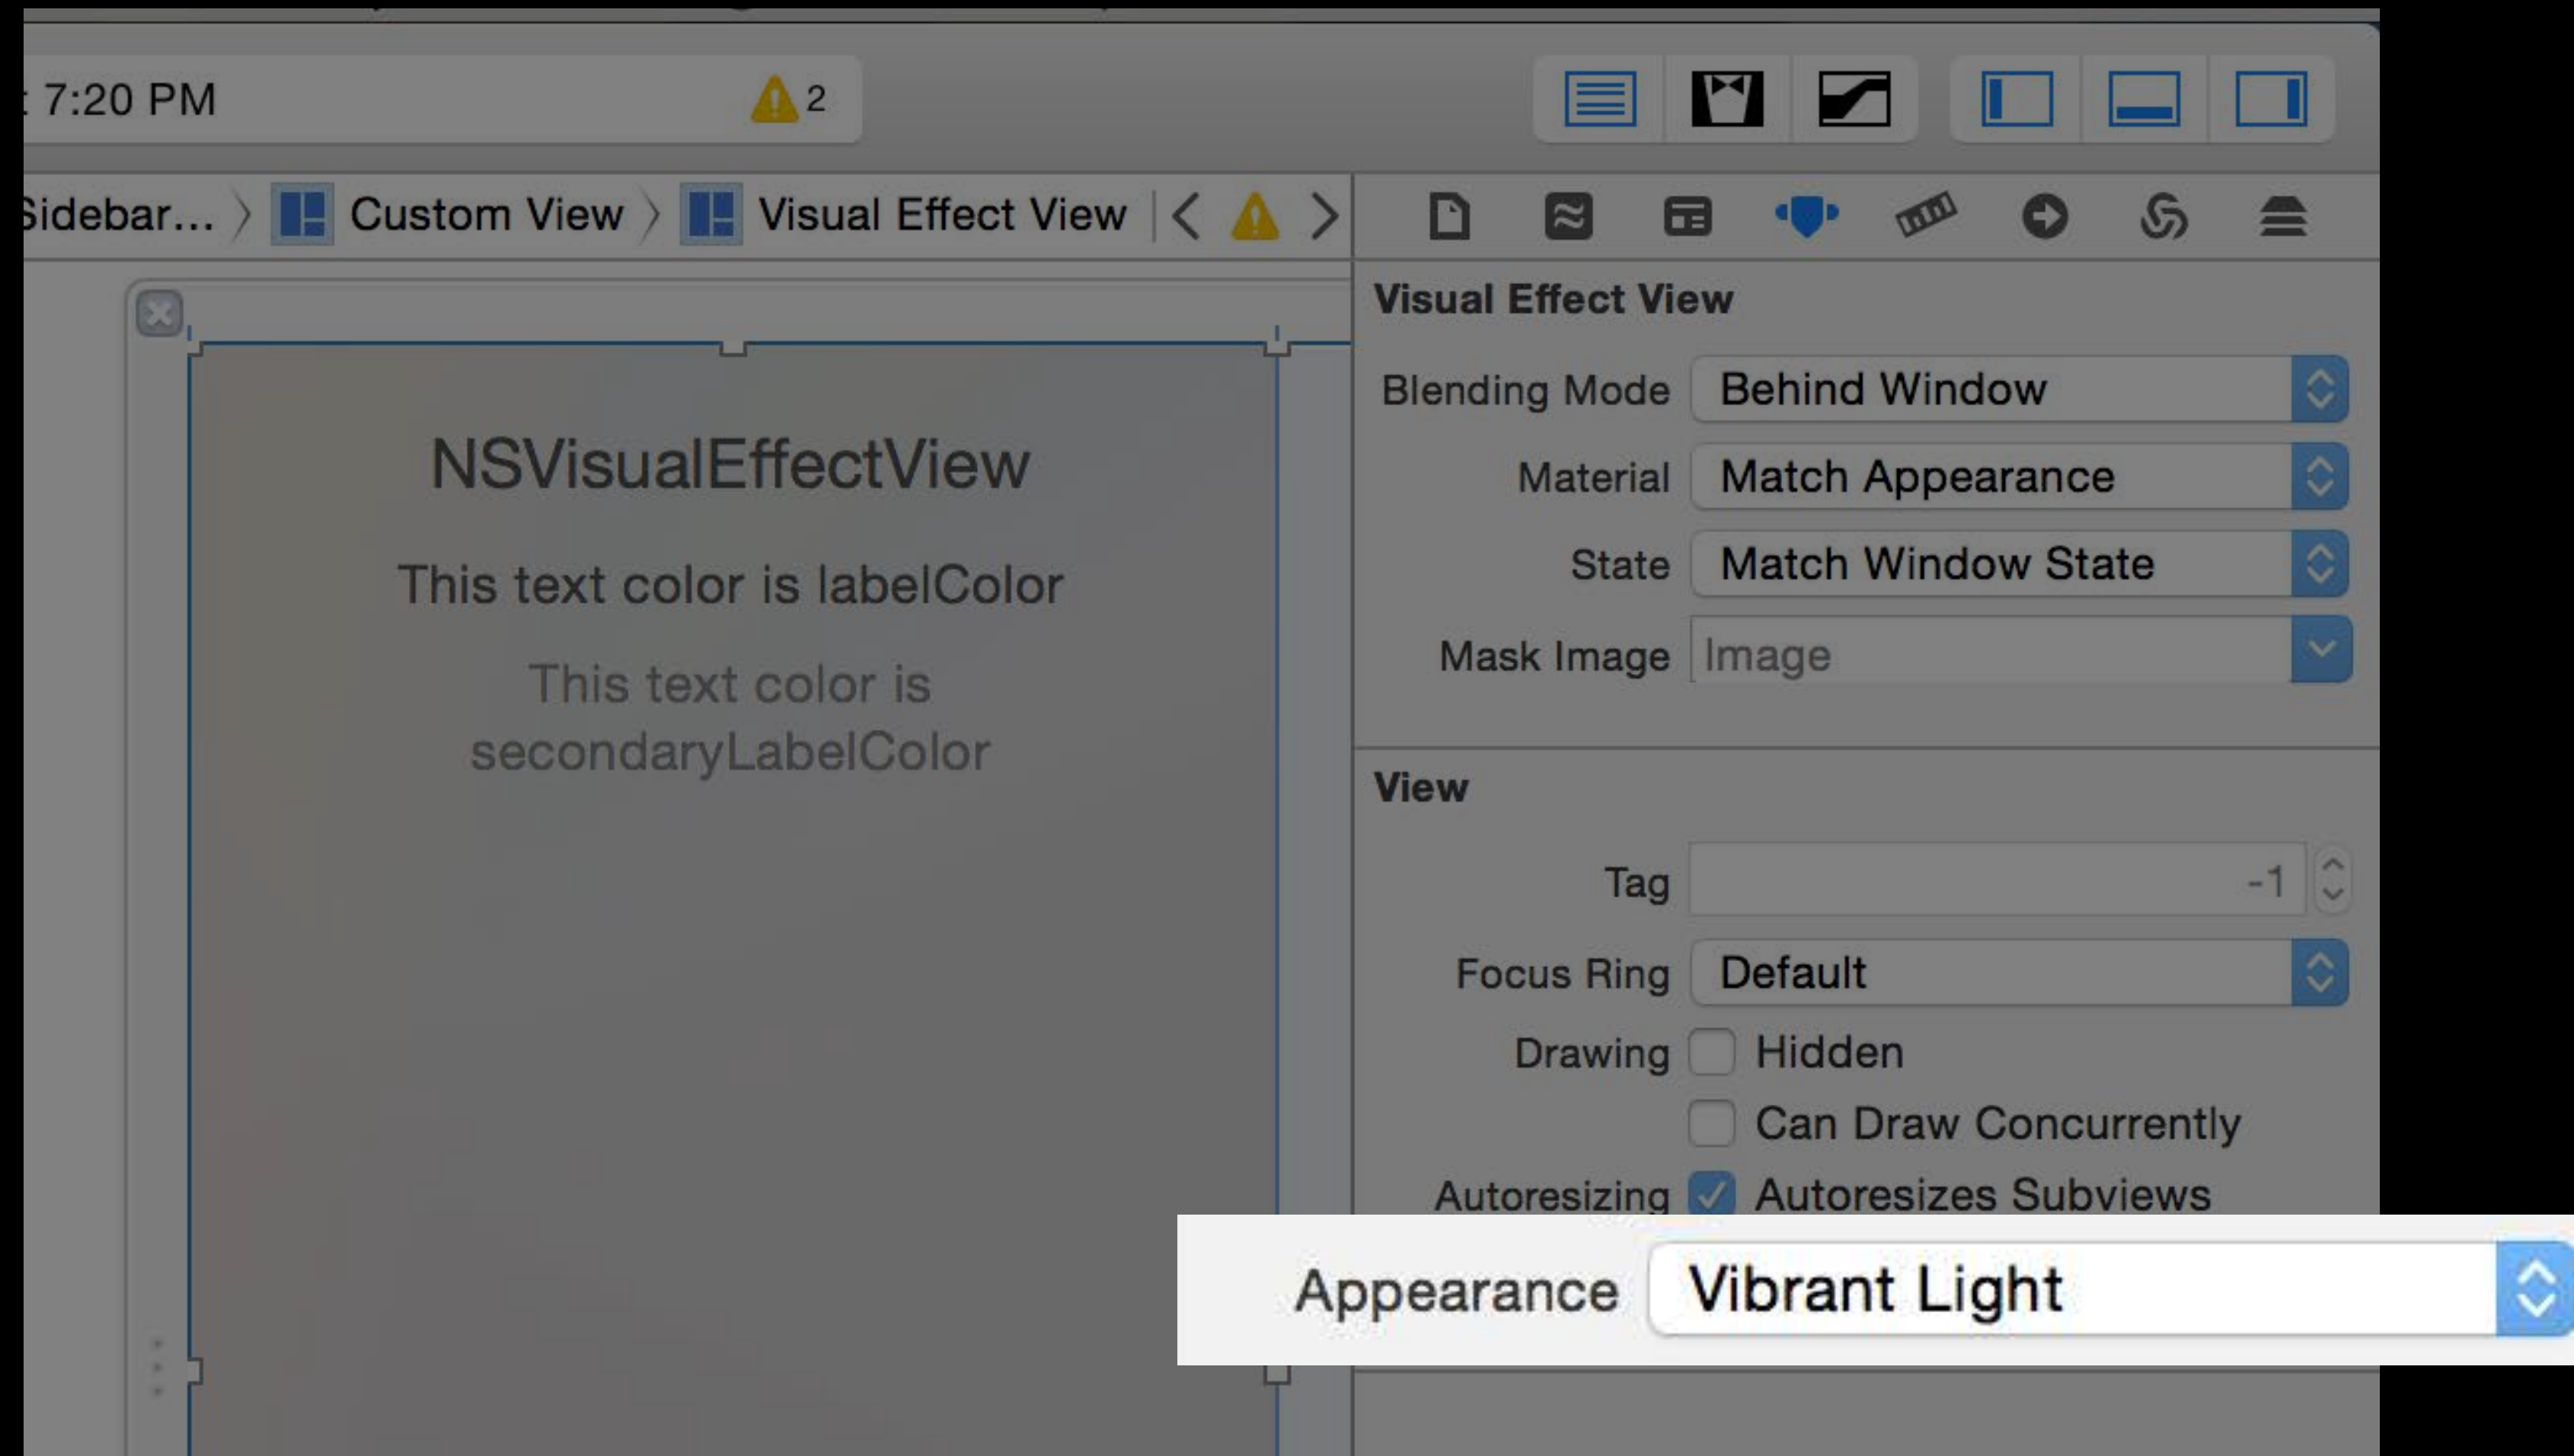 : 7:20 PM
2
Sidebar... Custom View Visual Effect View
NSVisualEffectView
This text color is labelColor
This text color is
secondaryLabelColor
Visual Effect View
Blending Mode Behind Window
Material Match Appearance
State Match Window State
Mask Image Image
View
Tag -1
Focus Ring Default
Drawing Hidden
Can Draw Concurrently
Autoresizing Autoresizes Subviews
Appearance Vibrant Light